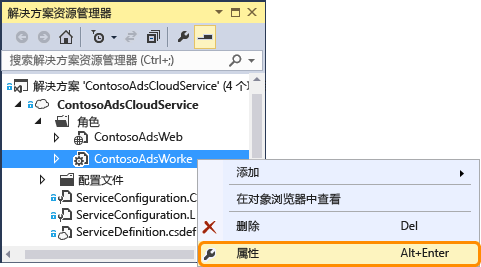 解决方案资源管理器
搜索解决方案资源管理器 (Ctrl+;)
解决方案 'ContosoAdsCloudService' (4 个
ContosoAdsCloudService
角色
ContosoAdsWeb
ContosoAdsWorke
配置文件
ServiceConfiguration.C
ServiceConfiguration.L
ServiceDefinition.csdef
添加
在对象浏览器中查看
删除 Del
属性 Alt+Enter